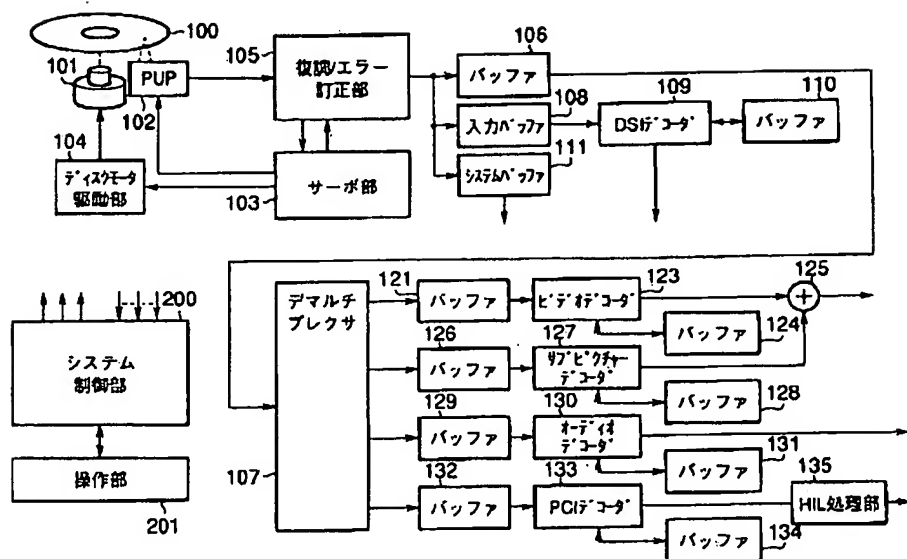 100
101
PUP
102
104
ディスクモータ
駆動部
105
復調/エラー
訂正部
サーボ部
103
106
バッファ
108
入力バッファ
109
DSIデコーダ
110
バッファ
111
システムバッファ
200
システム
制御部
操作部
201
デマルチ
プレクサ
107
121
バッファ
123
ビデオデコーダ
125
バッファ
124
126
バッファ
127
サブピクチャー
デコーダ
バッファ
128
129
バッファ
130
オーディオ
デコーダ
バッファ
131
132
バッファ
133
PCIデコーダ
135
HIL処理部
バッファ
134